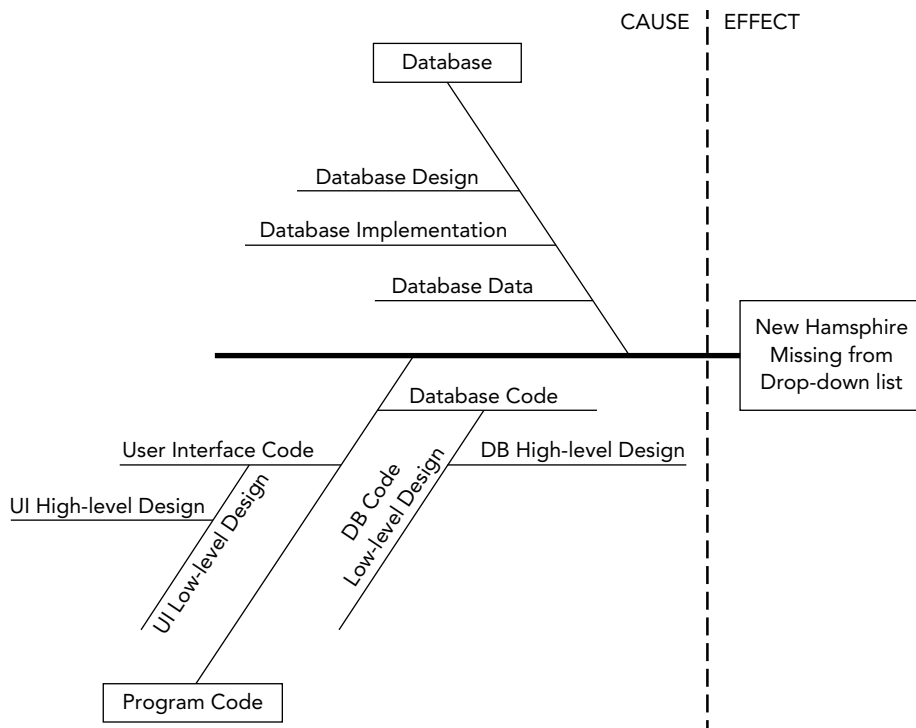 CAUSE EFFECT
Database
Database Design
Database Implementation
Database Data
New Hamsphire
Missing from
Drop-down list
Database Code
User Interface Code
DB High-level Design
UI High-level Design
UI Low-level Design
DB Code
Low-level Design
Program Code